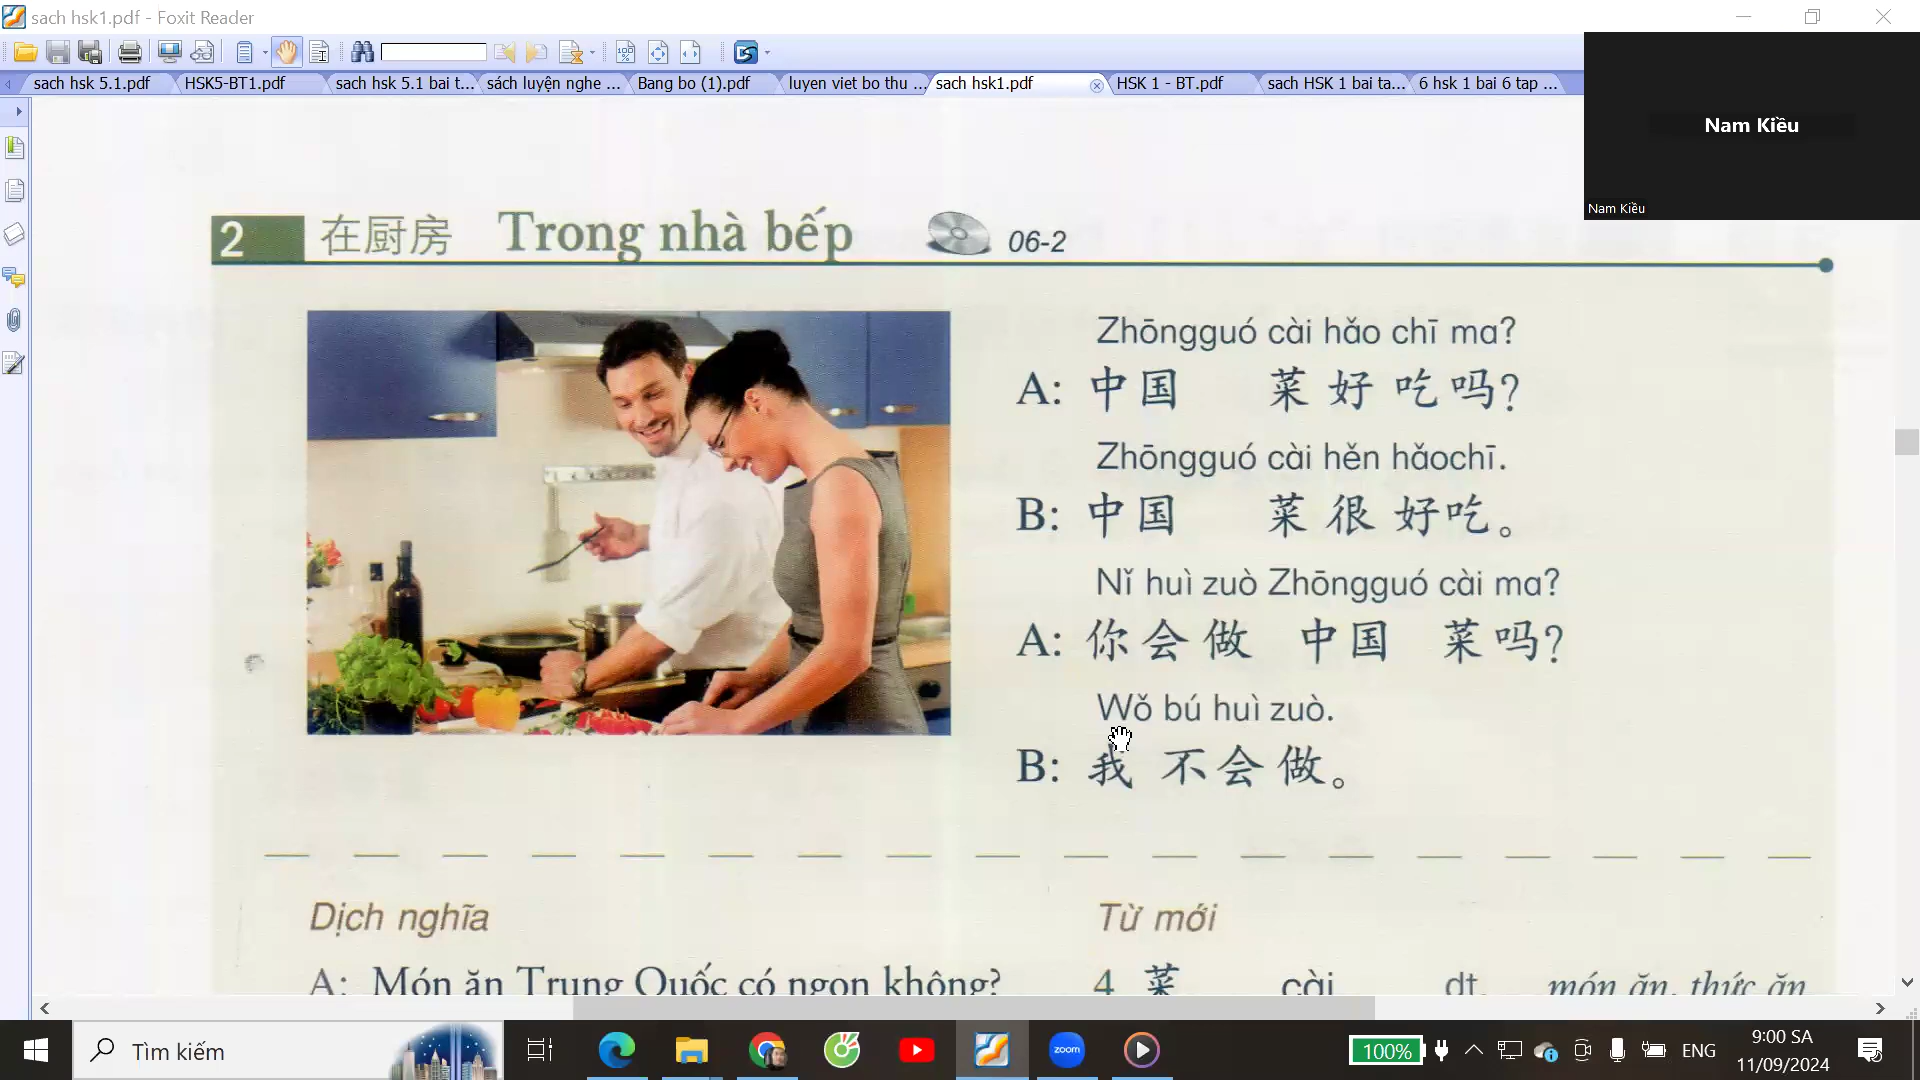 sach hsk1.pdf - Foxit Reader
sach hsk 5.1.pdf
HSK5-BT1.pdf
sach hsk 5.1 bai t...
sách luyện nghe ...
Bang bo (1).pdf
luyen viet bo thu ...
sach hsk1.pdf
HSK 1 - BT.pdf
sach HSK 1 bai ta...
6 hsk 1 bai 6 tap ...
Nam Kiều
Nam Kiều
2 在厨房 Trong nhà bếp 06-2
Zhōngguó cài hǎo chī ma?
A: 中国 菜 好 吃 吗?
Zhōngguó cài hěn hǎochī.
B: 中国 菜 很 好吃。
Nǐ huì zuò Zhōngguó cài ma?
A: 你 会 做 中国 菜 吗?
Wǒ bú huì zuò.
B: 我 不 会 做。
Dịch nghĩa
Từ mới
A: Món ăn Trung Quốc có ngon không?
4 菜 cài dt. món ăn, thức ăn
Tìm kiếm
zoom
100%
ENG
9:00 SA
11/09/2024